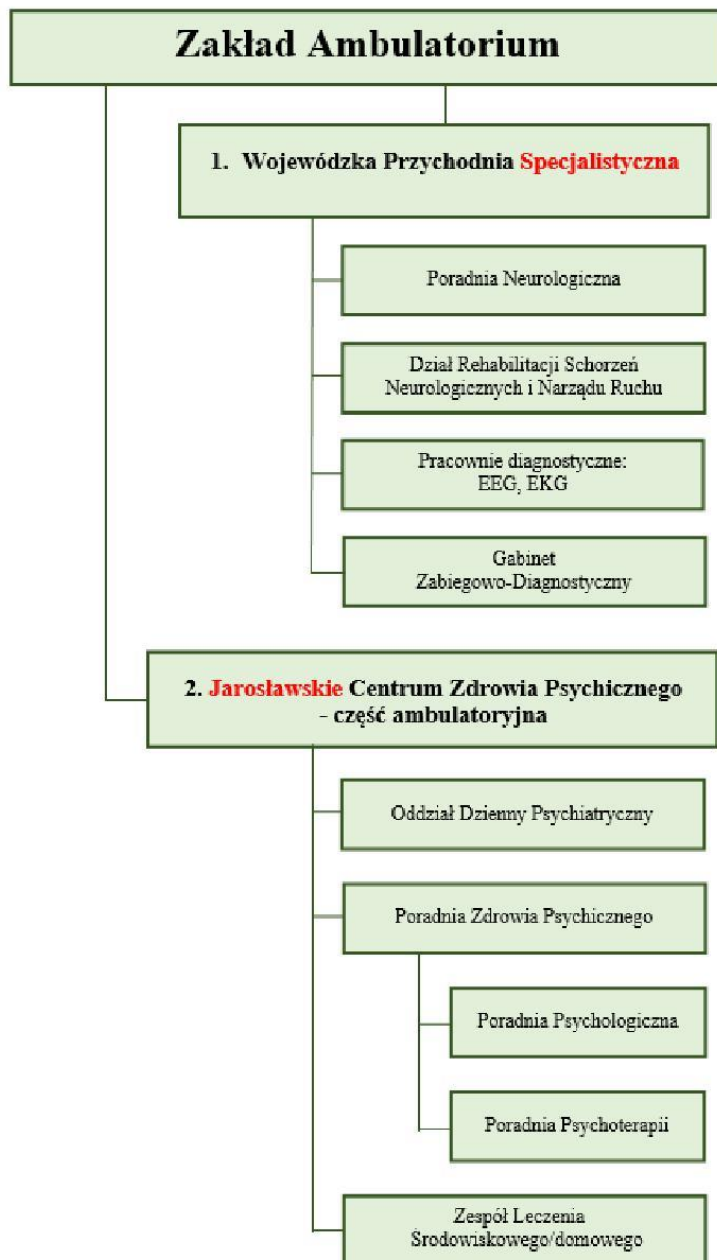 Zakład Ambulatorium
1. Wojewódzka Przychodnia Specjalistyczna
Poradnia Neurologiczna
Dział Rehabilitacji Schorzeń
Neurologicznych i Narządu Ruchu
Pracownie diagnostyczne:
EEG, EKG
Gabinet
Zabiegowo-Diagnostyczny
2. Jarosławskie Centrum Zdrowia Psychicznego
- część ambulatoryjna
Oddział Dzienny Psychiatryczny
Poradnia Zdrowia Psychicznego
Poradnia Psychologiczna
Poradnia Psychoterapii
Zespół Leczenia
Środowiskowego/domowego